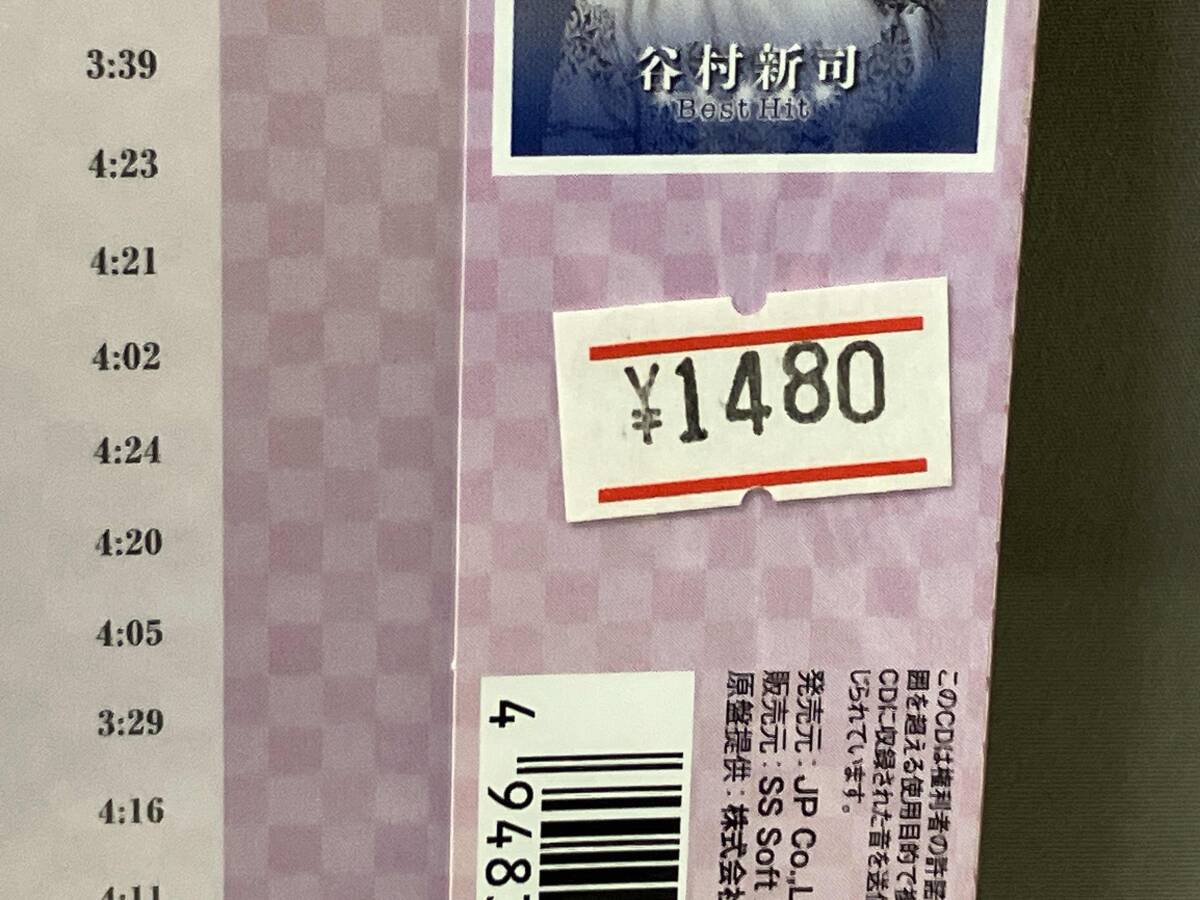 3:39
4:23
4:21
4:02
4:24
4:20
4:05
3:29
4:16
4:11
谷村新司
Best Hit
¥1480
4 948
このCDは権利者の許諾
囲を超える使用目的で
CDに収録された音を送
じられています。
発売元:JP Co.,L
販売元:SS Soft
原盤提供:株式会社